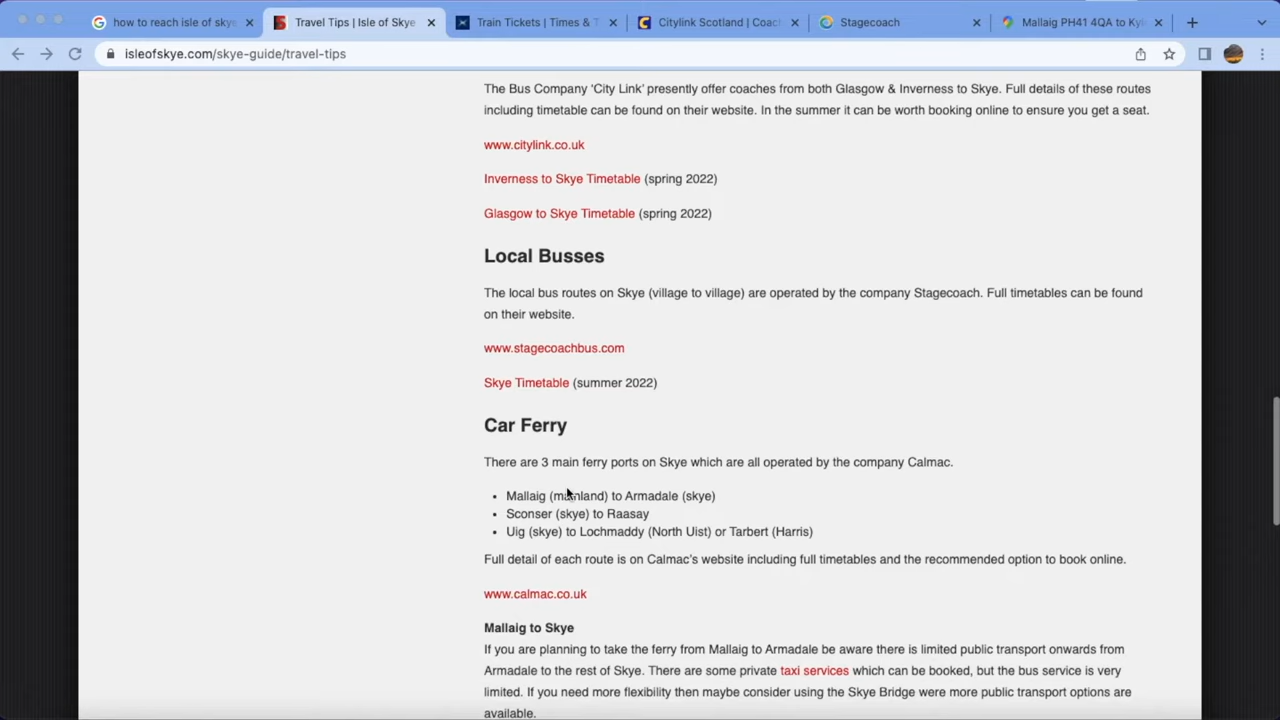 how to reach isle of skye
Travel Tips | Isle of Skye
Train Tickets | Times & T
Citylink Scotland | Coach
Stagecoach
Mallaig PH41 4QA to Kyl
isleofskye.com/skye-guide/travel-tips
The Bus Company ‘City Link’ presently offer coaches from both Glasgow & Inverness to Skye. Full details of these routes
including timetable can be found on their website. In the summer it can be worth booking online to ensure you get a seat.
www.citylink.co.uk
Inverness to Skye Timetable (spring 2022)
Glasgow to Skye Timetable (spring 2022)
Local Busses
The local bus routes on Skye (village to village) are operated by the company Stagecoach. Full timetables can be found
on their website.
www.stagecoachbus.com
Skye Timetable (summer 2022)
Car Ferry
There are 3 main ferry ports on Skye which are all operated by the company Calmac.
• Mallaig (mainland) to Armadale (skye)
• Sconser (skye) to Raasay
• Uig (skye) to Lochmaddy (North Uist) or Tarbert (Harris)
Full detail of each route is on Calmac’s website including full timetables and the recommended option to book online.
www.calmac.co.uk
Mallaig to Skye
If you are planning to take the ferry from Mallaig to Armadale be aware there is limited public transport onwards from
Armadale to the rest of Skye. There are some private taxi services which can be booked, but the bus service is very
limited. If you need more flexibility then maybe consider using the Skye Bridge were more public transport options are
available.